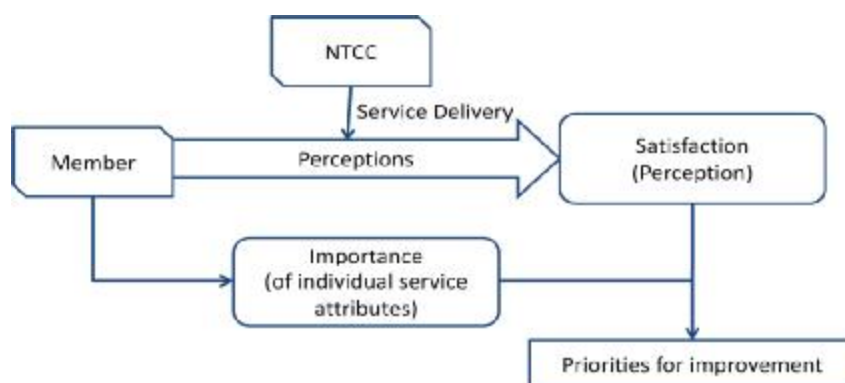 NTCC
Service Delivery
Member
Perceptions
Satisfaction
(Perception)
Importance
(of individual service
attributes)
Priorities for improvement